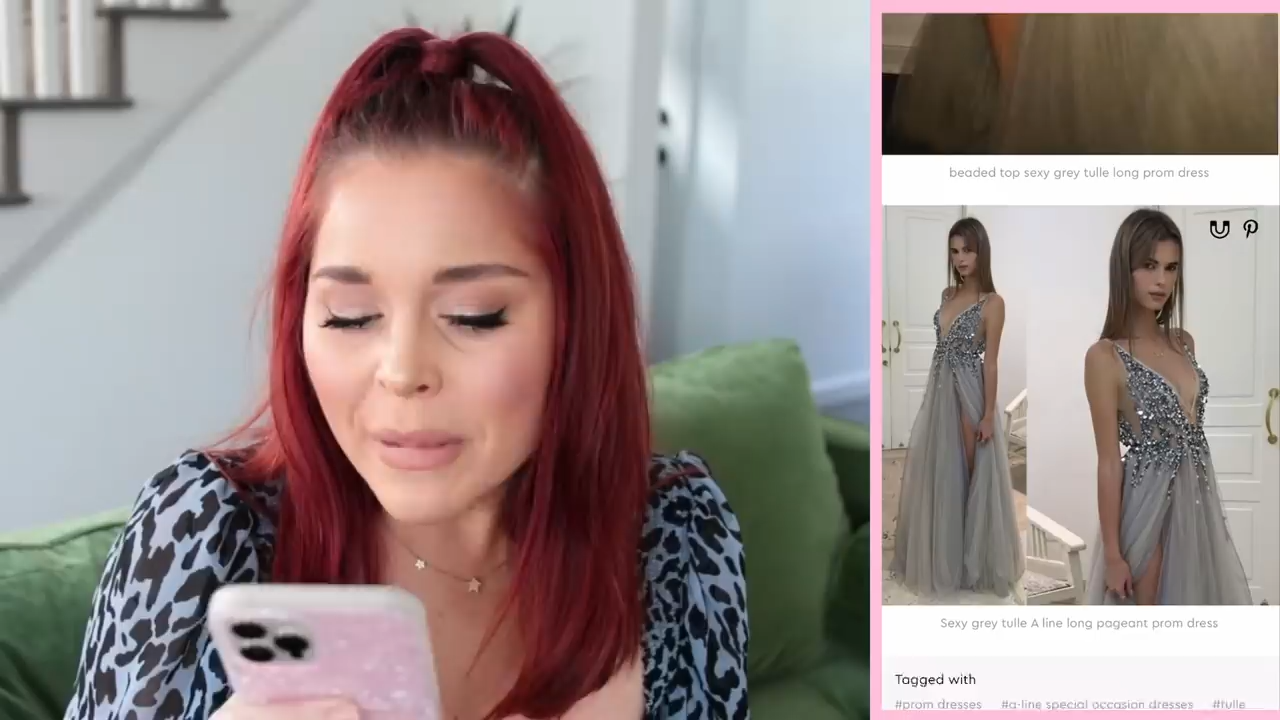 beaded top sexy grey tulle long prom dress
Sexy grey tulle A line long pageant prom dress
Tagged with
#prom dresses #a-line special occasion dresses #tulle